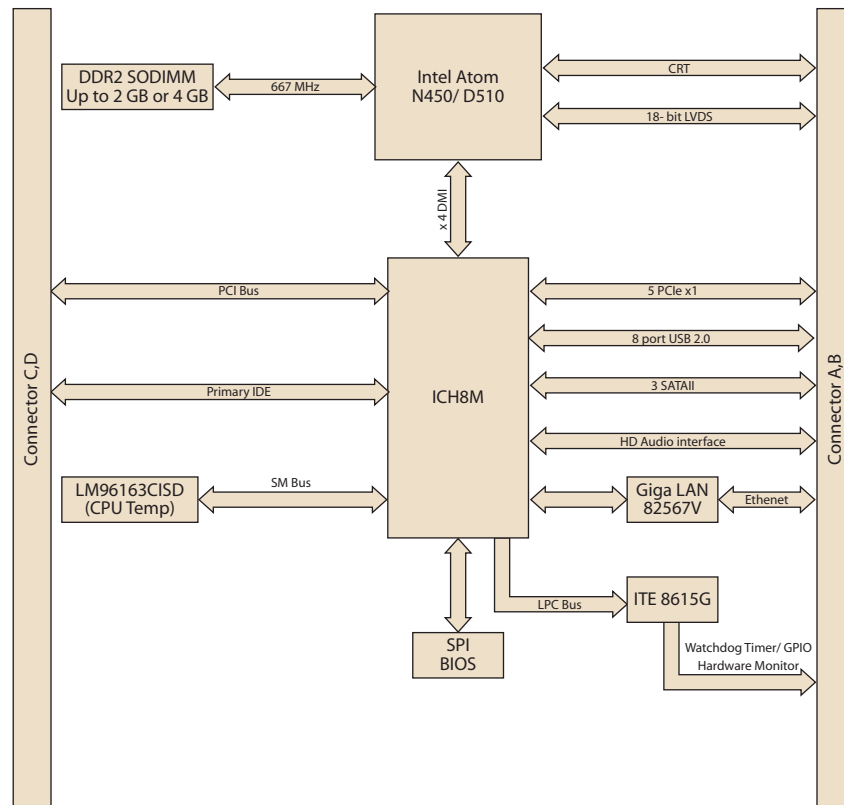 DDR2 SODIMM
Up to 2 GB or 4 GB
667 MHz
Intel Atom
N450/ D510
CRT
18- bit LVDS
x 4 DMI
PCI Bus
5 PCIe x1
8 port USB 2.0
Connector C,D
Primary IDE
ICH8M
3 SATAII
Connector A,B
HD Audio interface
LM96163CISD
(CPU Temp)
SM Bus
Giga LAN
82567V
Ethenet
LPC Bus
ITE 8615G
SPI
BIOS
Watchdog Timer/ GPIO
Hardware Monitor